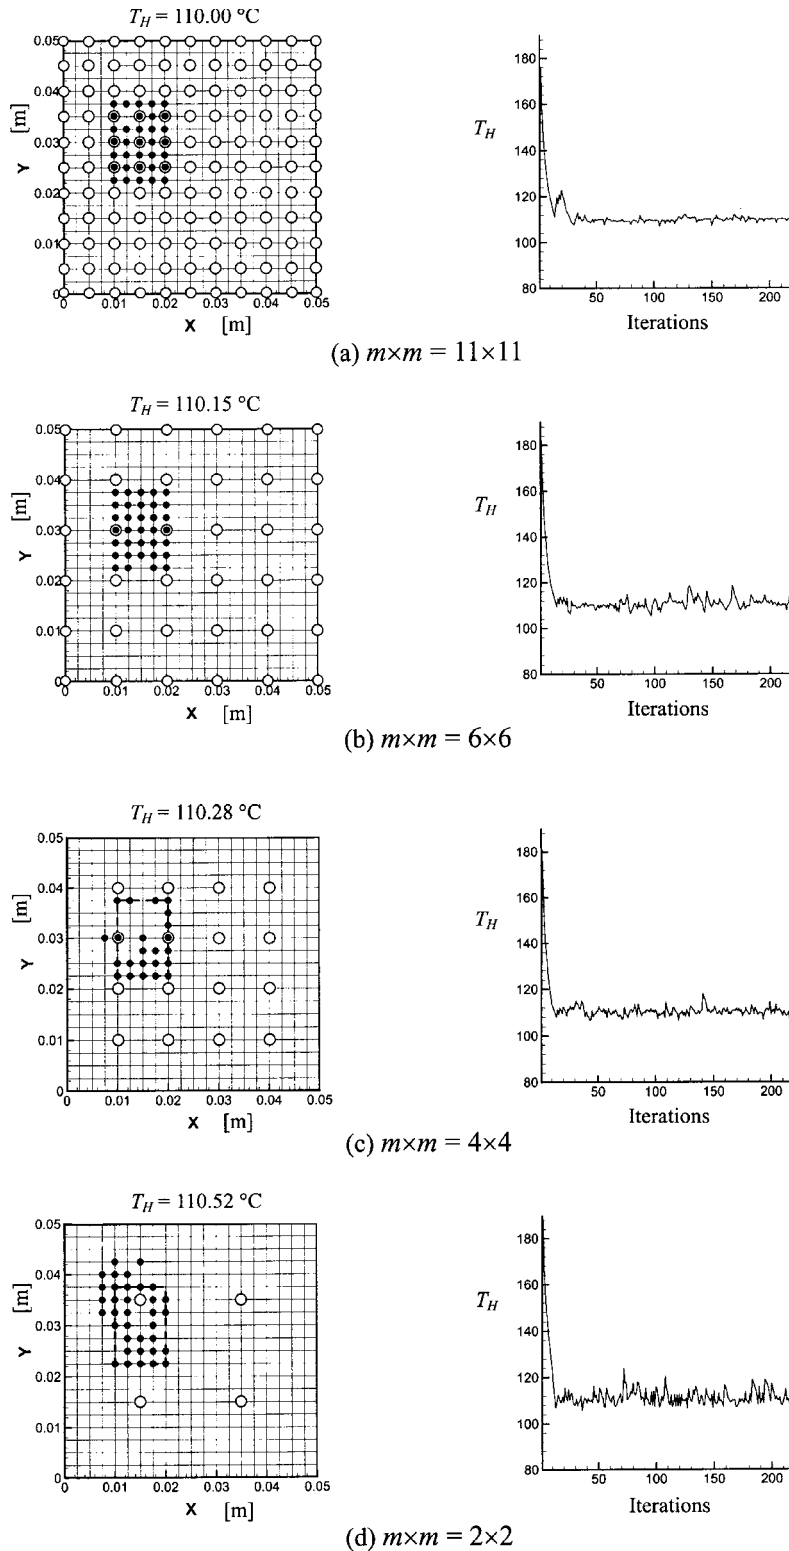 T_H = 110.00 °C
0.05
0.04
0.03
0.02
0.01
0
Y [m]
0 0.01 0.02 0.03 0.04 0.05
X [m]
180
160
140
120
100
80
T_H
50 100 150 200
Iterations
(a) m×m = 11×11
T_H = 110.15 °C
0.05
0.04
0.03
0.02
0.01
0
Y [m]
0 0.01 0.02 0.03 0.04 0.05
X [m]
180
160
140
120
100
80
T_H
50 100 150 200
Iterations
(b) m×m = 6×6
T_H = 110.28 °C
0.05
0.04
0.03
0.02
0.01
0
Y [m]
0 0.01 0.02 0.03 0.04 0.05
X [m]
180
160
140
120
100
80
T_H
50 100 150 200
Iterations
(c) m×m = 4×4
T_H = 110.52 °C
0.05
0.04
0.03
0.02
0.01
0
Y [m]
0 0.01 0.02 0.03 0.04 0.05
X [m]
180
160
140
120
100
80
T_H
50 100 150 200
Iterations
(d) m×m = 2×2